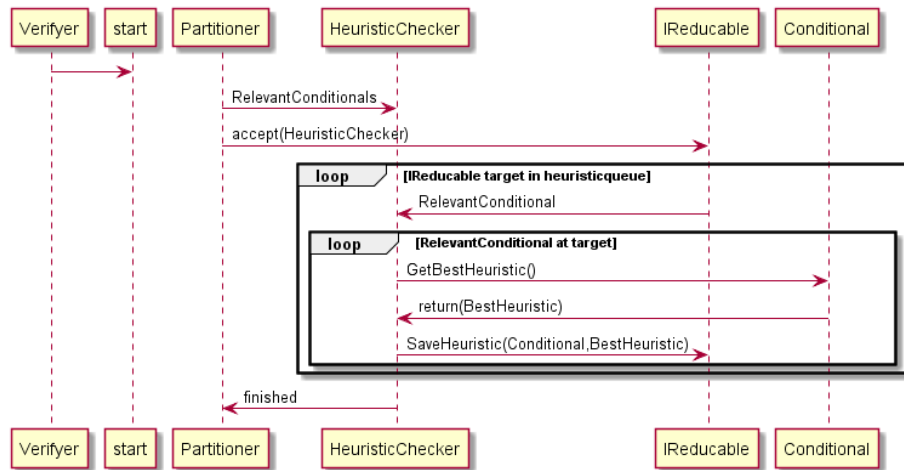 Verifyer start Partitioner HeuristicChecker IReducable Conditional
RelevantConditionals
accept(HeuristicChecker)
loop [IReducable target in heuristicqueue]
RelevantConditional
loop [RelevantConditional at target]
GetBestHeuristic()
return(BestHeuristic)
SaveHeuristic(Conditional,BestHeuristic)
finished
Verifyer start Partitioner HeuristicChecker IReducable Conditional